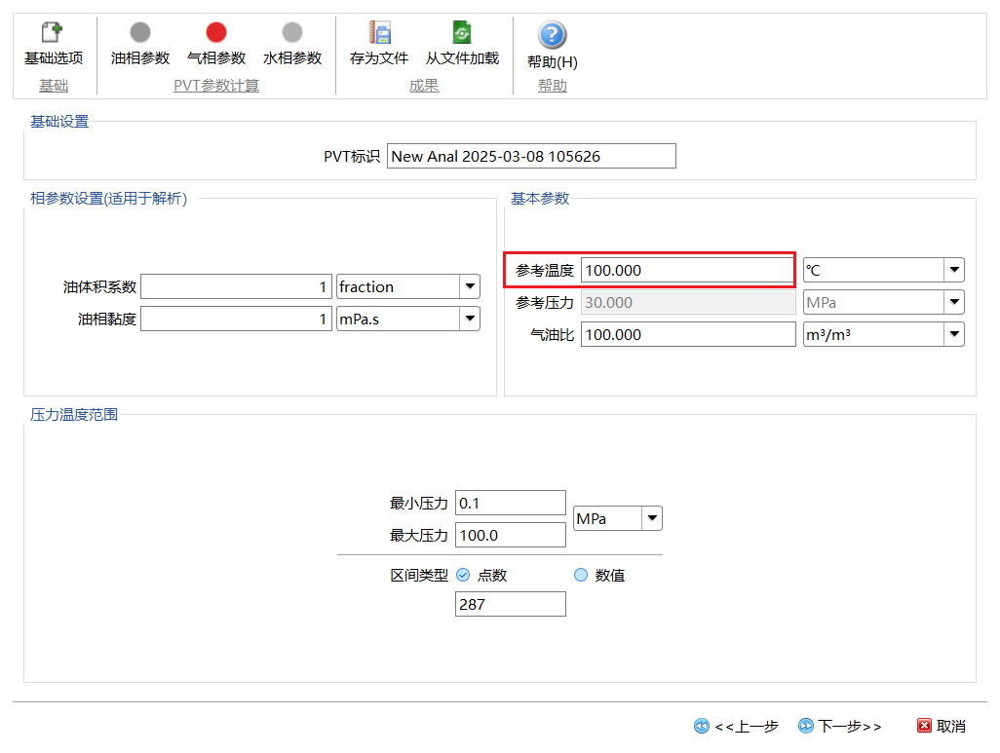 基础选项 油相参数 气相参数 水相参数 存为文件 从文件加载 帮助(H)
基础 PVT参数计算 成果 帮助
基础设置
PVT标识 New Anal 2025-03-08 105626
相参数设置(适用于解析)
油体积系数 1 fraction
油相黏度 1 mPa.s
基本参数
参考温度 100.000 ℃
参考压力 30.000 MPa
气油比 100.000 m³/m³
压力温度范围
最小压力 0.1
MPa
最大压力 100.0
区间类型 点数 数值
287
<<上一步 下一步>> 取消